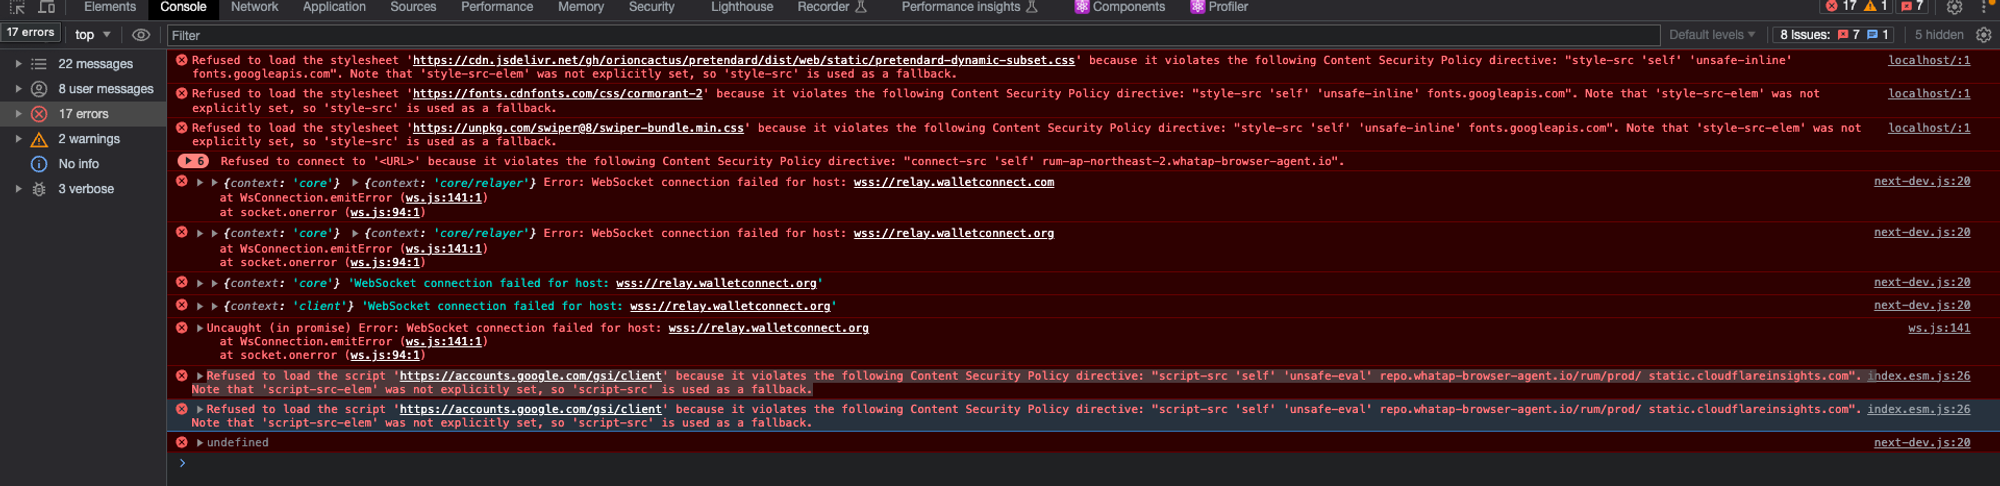 Elements Console Network Application Sources Performance Memory Security Lighthouse Recorder Performance insights Components Profiler 17 1 7
17 errors top Filter Default levels 8 Issues: 7 1 5 hidden
22 messages
8 user messages
17 errors
2 warnings
No info
3 verbose
Refused to load the stylesheet 'https://cdn.jsdelivr.net/gh/orioncactus/pretendard/dist/web/static/pretendard-dynamic-subset.css' because it violates the following Content Security Policy directive: "style-src 'self' 'unsafe-inline' localhost/:1
fonts.googleapis.com". Note that 'style-src-elem' was not explicitly set, so 'style-src' is used as a fallback.
Refused to load the stylesheet 'https://fonts.cdnfonts.com/css/cormorant-2' because it violates the following Content Security Policy directive: "style-src 'self' 'unsafe-inline' fonts.googleapis.com". Note that 'style-src-elem' was not localhost/:1
explicitly set, so 'style-src' is used as a fallback.
Refused to load the stylesheet 'https://unpkg.com/swiper@8/swiper-bundle.min.css' because it violates the following Content Security Policy directive: "style-src 'self' 'unsafe-inline' fonts.googleapis.com". Note that 'style-src-elem' was not localhost/:1
explicitly set, so 'style-src' is used as a fallback.
6 Refused to connect to '<URL>' because it violates the following Content Security Policy directive: "connect-src 'self' rum-ap-northeast-2.whatap-browser-agent.io".
{context: 'core'} {context: 'core/relayer'} Error: WebSocket connection failed for host: wss://relay.walletconnect.com next-dev.js:20
at WsConnection.emitError (ws.js:141:1)
at socket.onerror (ws.js:94:1)
{context: 'core'} {context: 'core/relayer'} Error: WebSocket connection failed for host: wss://relay.walletconnect.org next-dev.js:20
at WsConnection.emitError (ws.js:141:1)
at socket.onerror (ws.js:94:1)
{context: 'core'} 'WebSocket connection failed for host: wss://relay.walletconnect.org' next-dev.js:20
{context: 'client'} 'WebSocket connection failed for host: wss://relay.walletconnect.org' next-dev.js:20
Uncaught (in promise) Error: WebSocket connection failed for host: wss://relay.walletconnect.org ws.js:141
at WsConnection.emitError (ws.js:141:1)
at socket.onerror (ws.js:94:1)
Refused to load the script 'https://accounts.google.com/gsi/client' because it violates the following Content Security Policy directive: "script-src 'self' 'unsafe-eval' repo.whatap-browser-agent.io/rum/prod/ static.cloudflareinsights.com". index.esm.js:26
Note that 'script-src-elem' was not explicitly set, so 'script-src' is used as a fallback.
Refused to load the script 'https://accounts.google.com/gsi/client' because it violates the following Content Security Policy directive: "script-src 'self' 'unsafe-eval' repo.whatap-browser-agent.io/rum/prod/ static.cloudflareinsights.com". index.esm.js:26
Note that 'script-src-elem' was not explicitly set, so 'script-src' is used as a fallback.
undefined next-dev.js:20